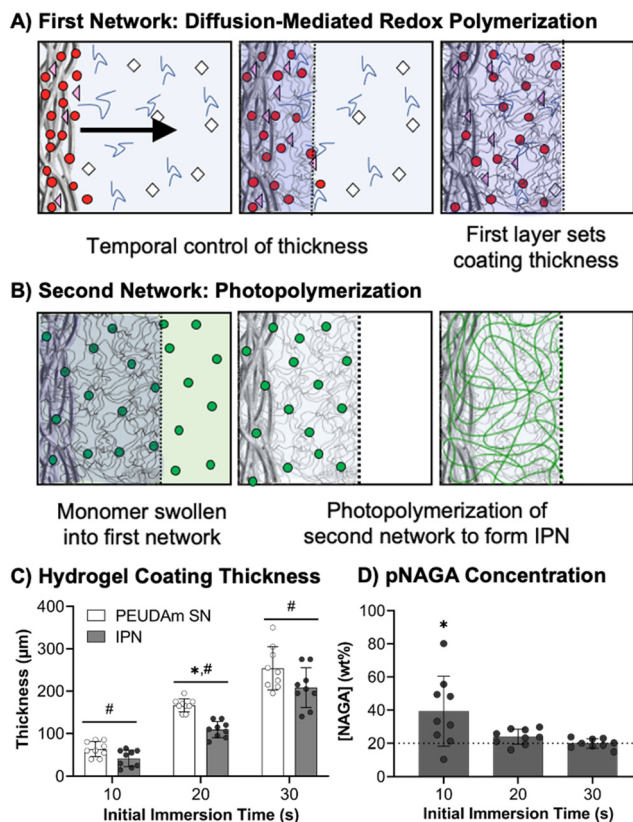 A) First Network: Diffusion-Mediated Redox Polymerization
Temporal control of thickness
First layer sets
coating thickness
B) Second Network: Photopolymerization
Monomer swollen
into first network
Photopolymerization of
second network to form IPN
C) Hydrogel Coating Thickness
Thickness (µm)
400
300
200
100
0
PEUDAm SN
IPN
#
*,#
#
10
20
30
Initial Immersion Time (s)
D) pNAGA Concentration
[NAGA] (wt%)
100
80
60
40
20
0
*
10
20
30
Initial Immersion Time (s)